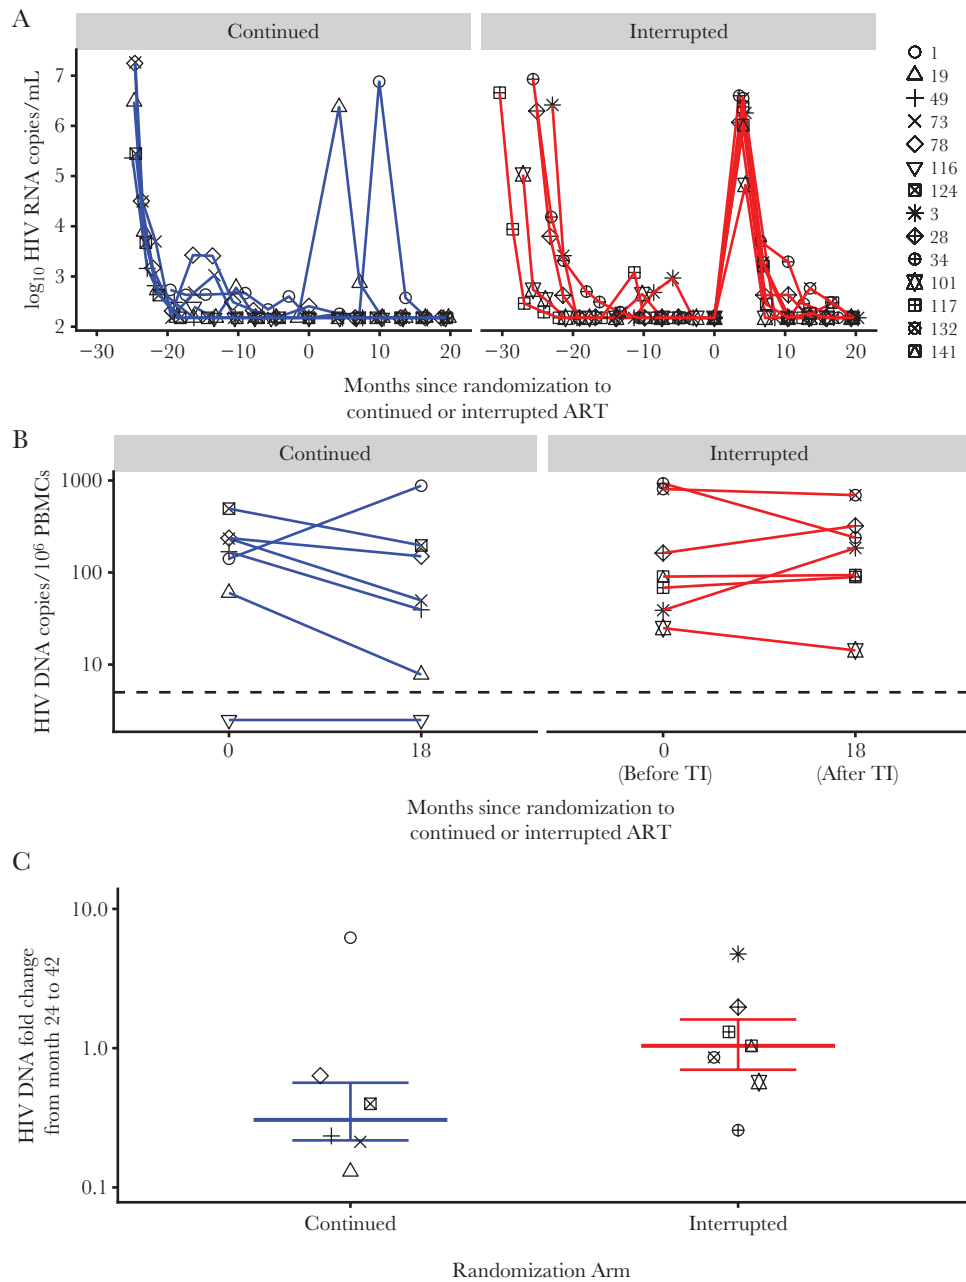 A
Continued
Interrupted
log10 HIV RNA copies/mL
7
6
5
4
3
2
−30
−20
−10
0
10
20
−30
−20
−10
0
10
20
Months since randomization to
continued or interrupted ART
1
19
49
73
78
116
124
3
28
34
101
117
132
141
B
Continued
Interrupted
HIV DNA copies/10⁶ PBMCs
1000
100
10
0
18
0
18
(Before TI)
(After TI)
Months since randomization to
continued or interrupted ART
C
HIV DNA fold change
from month 24 to 42
10.0
1.0
0.1
Continued
Interrupted
Randomization Arm